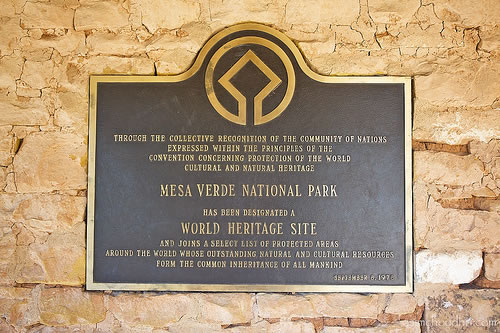 THROUGH THE COLLECTIVE RECOGNITION OF THE COMMUNITY OF NATIONS
EXPRESSED WITHIN THE PRINCIPLES OF THE
CONVENTION CONCERNING PROTECTION OF THE WORLD
CULTURAL AND NATURAL HERITAGE
MESA VERDE NATIONAL PARK
HAS BEEN DESIGNATED A
WORLD HERITAGE SITE
AND JOINS A SELECT LIST OF PROTECTED AREAS
AROUND THE WORLD WHOSE OUTSTANDING NATURAL AND CULTURAL RESOURCES
FORM THE COMMON INHERITANCE OF ALL MANKIND
SEPTEMBER